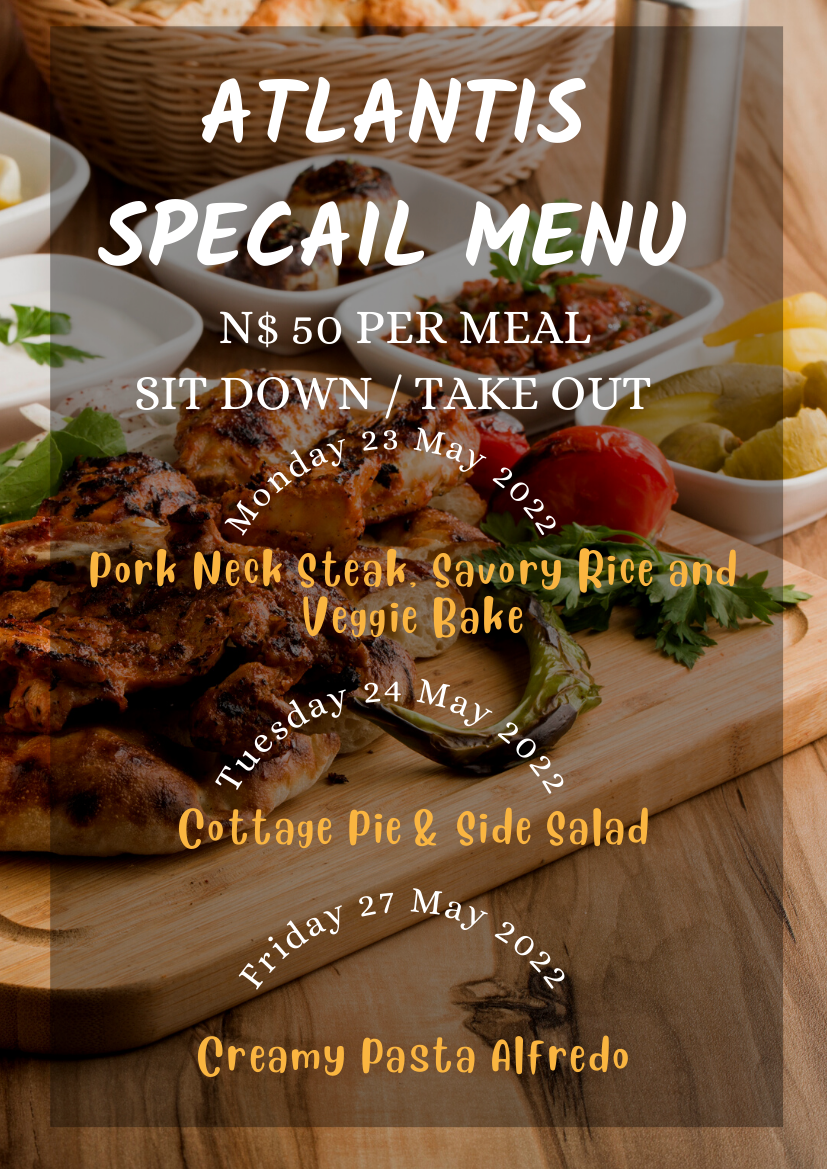 ATLANTIS
SPECAIL MENU
N$ 50 PER MEAL
SIT DOWN / TAKE OUT
Monday 23 May 2022
Pork Neck Steak, Savory Rice and
Veggie Bake
Tuesday 24 May 2022
Cottage Pie & Side Salad
Friday 27 May 2022
Creamy Pasta Alfredo